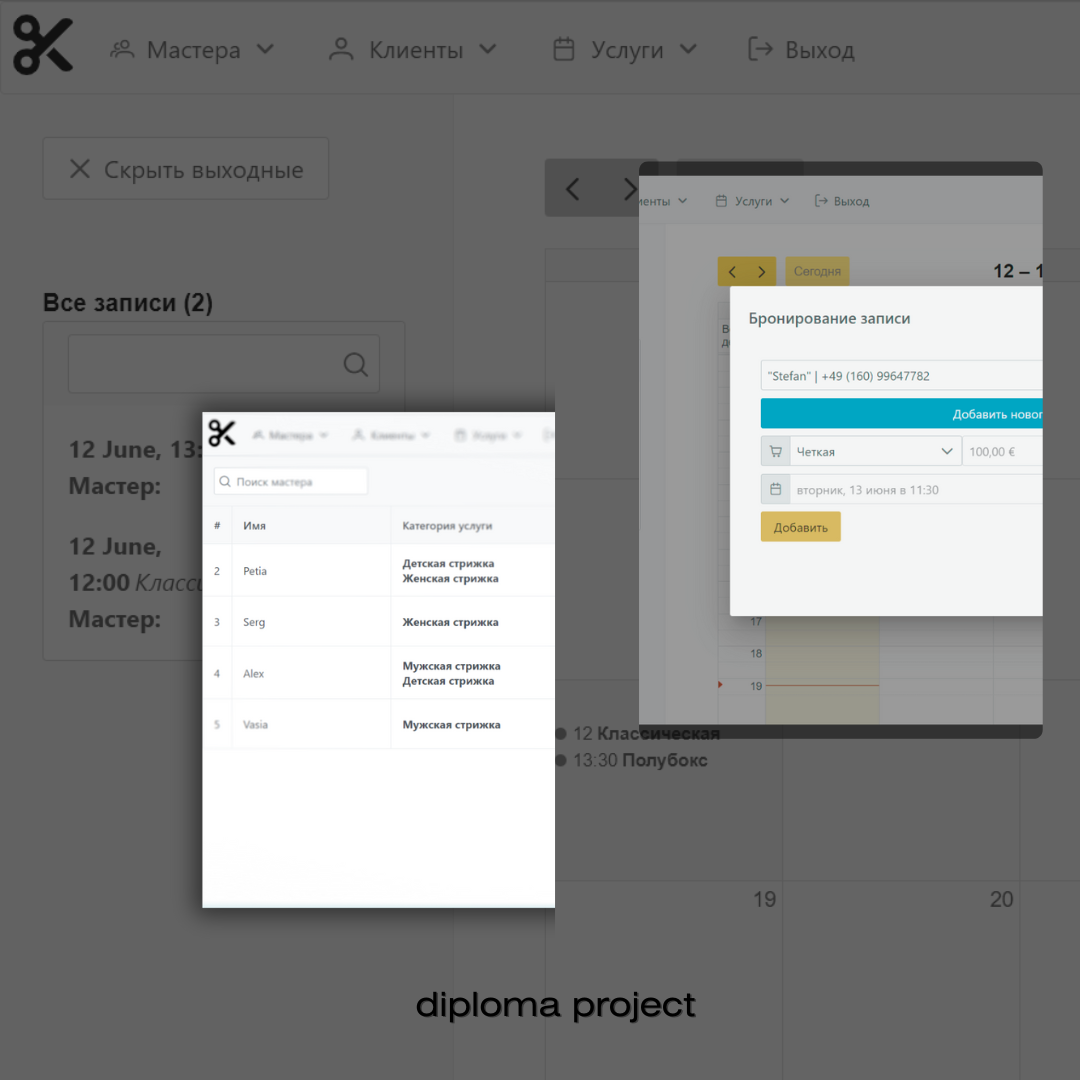 Мастера
Клиенты
Услуги
Выход
Скрыть выходные
Все записи (2)
12 June, 13:
Мастер:
12 June,
12:00
Мастер:
Услуги
Выход
Сегодня
12 – 1
Бронирование записи
"Stefan" | +49 (160) 99647782
Добавить
Четкая
100,00 €
вторник, 13 июня в 11:30
Добавить
17
18
19
Мастера
Клиенты
Услуги
Поиск мастера
# Имя Категория услуги
2 Petia Детская стрижка
Женская стрижка
3 Serg Женская стрижка
4 Alex Мужская стрижка
Детская стрижка
5 Vasia Мужская стрижка
12 Классическая
13:30 Полубокс
19
20
diploma project